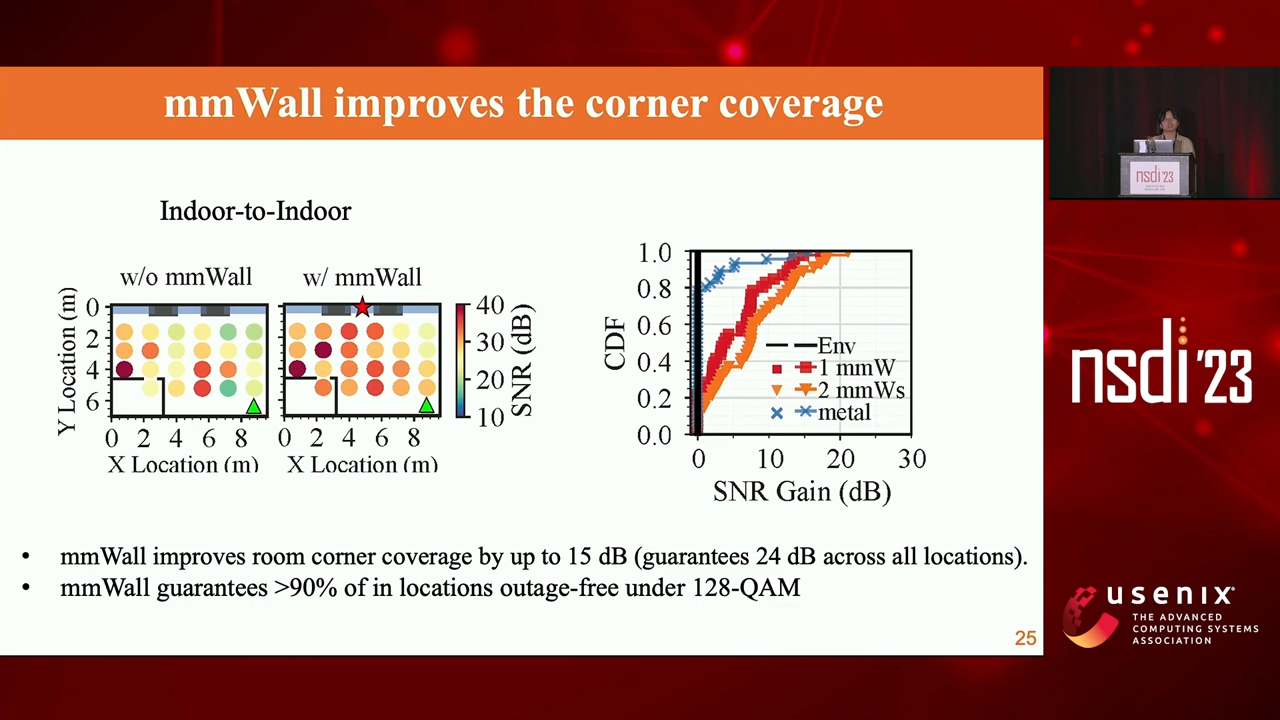 mmWall improves the corner coverage
Indoor-to-Indoor
w/o mmWall
w/ mmWall
Y Location (m)
0
2
4
6
0 2 4 6 8
X Location (m)
0 2 4 6 8
X Location (m)
40
30
20
10
SNR (dB)
CDF
1.0
0.8
0.6
0.4
0.2
0.0
0 10 20 30
SNR Gain (dB)
Env
1 mmW
2 mmWs
metal
• mmWall improves room corner coverage by up to 15 dB (guarantees 24 dB across all locations).
• mmWall guarantees >90% of in locations outage-free under 128-QAM
25
nsdi'23
nsdi '23
usenix
THE ADVANCED
COMPUTING SYSTEMS
ASSOCIATION